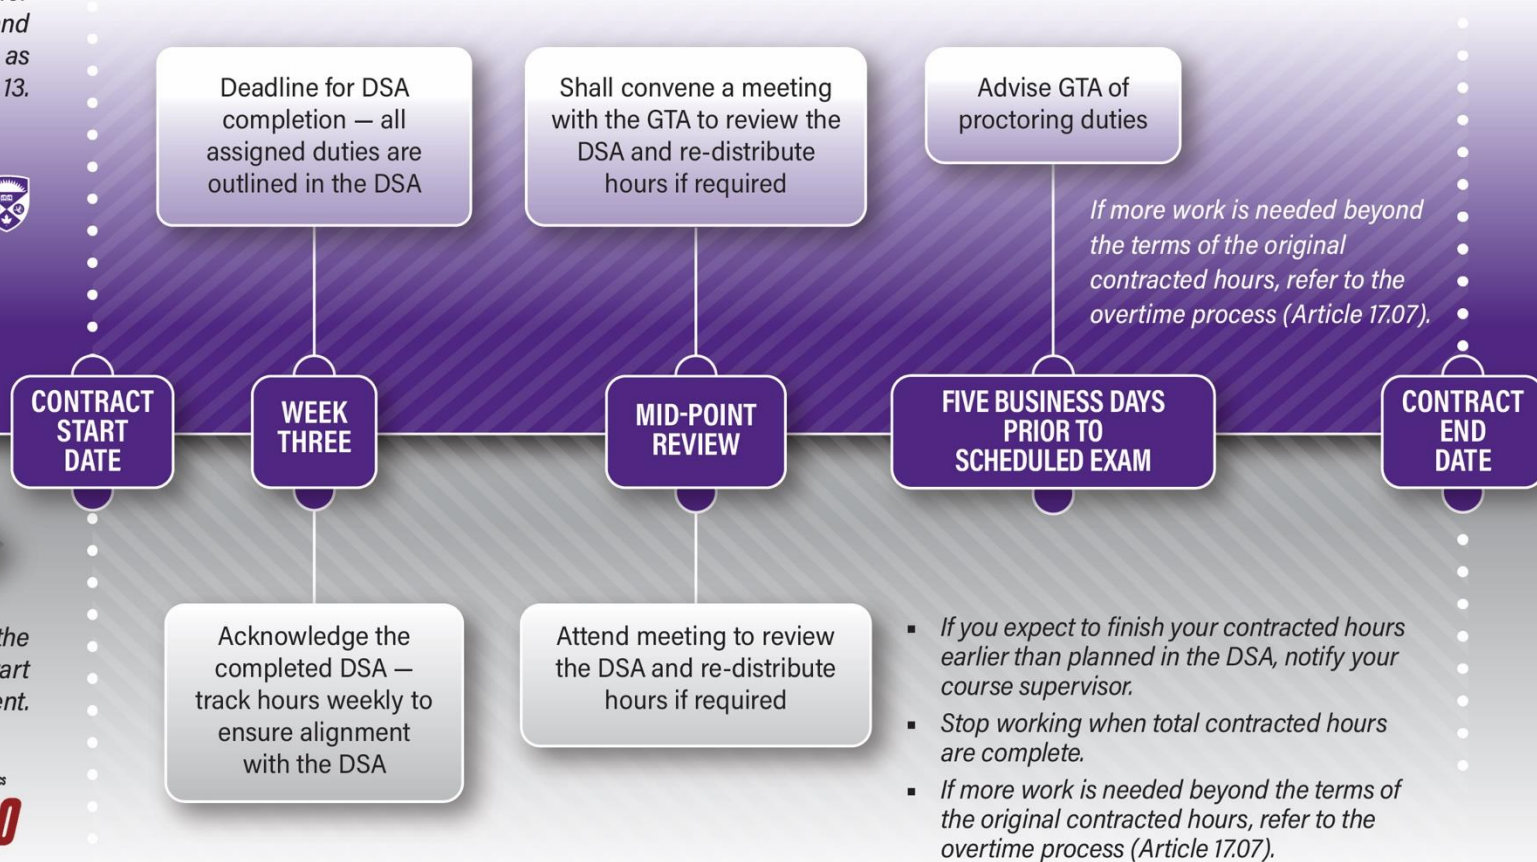 nd
as
13.
Deadline for DSA
completion — all
assigned duties are
outlined in the DSA
Shall convene a meeting
with the GTA to review the
DSA and re-distribute
hours if required
Advise GTA of
proctoring duties
If more work is needed beyond
the terms of the original
contracted hours, refer to the
overtime process (Article 17.07).
CONTRACT
START
DATE
WEEK
THREE
MID-POINT
REVIEW
FIVE BUSINESS DAYS
PRIOR TO
SCHEDULED EXAM
CONTRACT
END
DATE
the
art
ent.
Acknowledge the
completed DSA —
track hours weekly to
ensure alignment
with the DSA
Attend meeting to review
the DSA and re-distribute
hours if required
▪ If you expect to finish your contracted hours
earlier than planned in the DSA, notify your
course supervisor.
▪ Stop working when total contracted hours
are complete.
▪ If more work is needed beyond the terms of
the original contracted hours, refer to the
overtime process (Article 17.07).